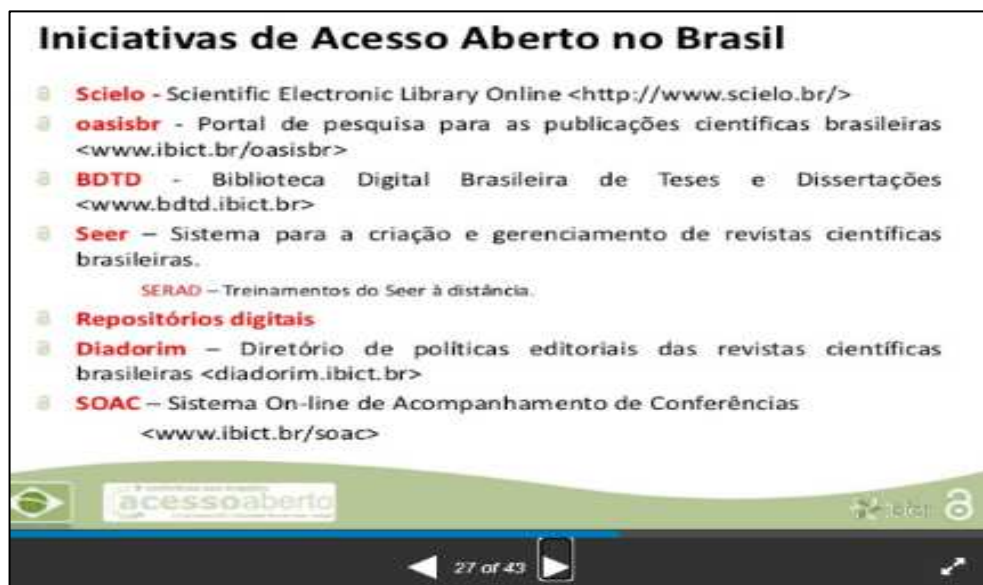 Iniciativas de Acesso Aberto no Brasil
Scielo - Scientific Electronic Library Online <http://www.scielo.br/>
oasisbr - Portal de pesquisa para as publicações científicas brasileiras
<www.ibict.br/oasisbr>
BDTD - Biblioteca Digital Brasileira de Teses e Dissertações
<www.bdtd.ibict.br>
Seer – Sistema para a criação e gerenciamento de revistas científicas
brasileiras.
SERAD – Treinamentos do Seer à distância.
Repositórios digitais
Diadorim – Diretório de políticas editoriais das revistas científicas
brasileiras <diadorim.ibict.br>
SOAC – Sistema On-line de Acompanhamento de Conferências
<www.ibict.br/soac>
acessoaberto
ibict
27 of 43